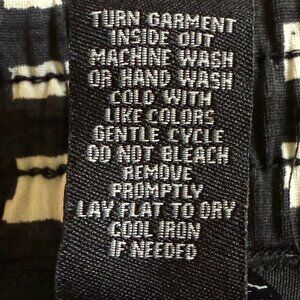 TURN GARMENT
INSIDE OUT
MACHINE WASH
OR HAND WASH
COLD WITH
LIKE COLORS
GENTLE CYCLE
DO NOT BLEACH
REMOVE
PROMPTLY
LAY FLAT TO DRY
COOL IRON
IF NEEDED